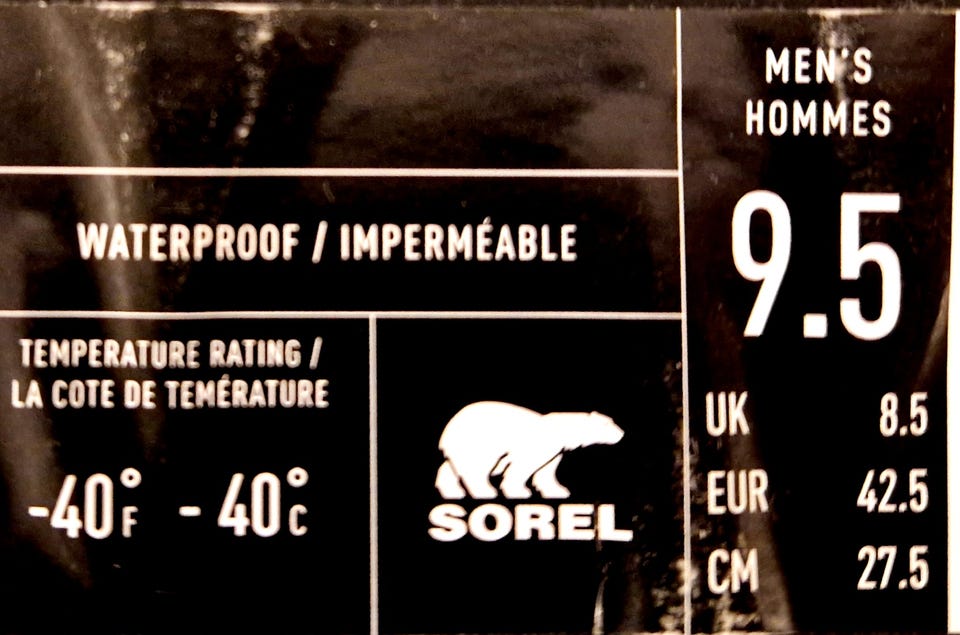 WATERPROOF / IMPERMÉABLE
TEMPERATURE RATING /
LA COTE DE TEMÉRATURE
-40°F - 40°C
SOREL
MEN'S
HOMMES
9.5
UK 8.5
EUR 42.5
CM 27.5